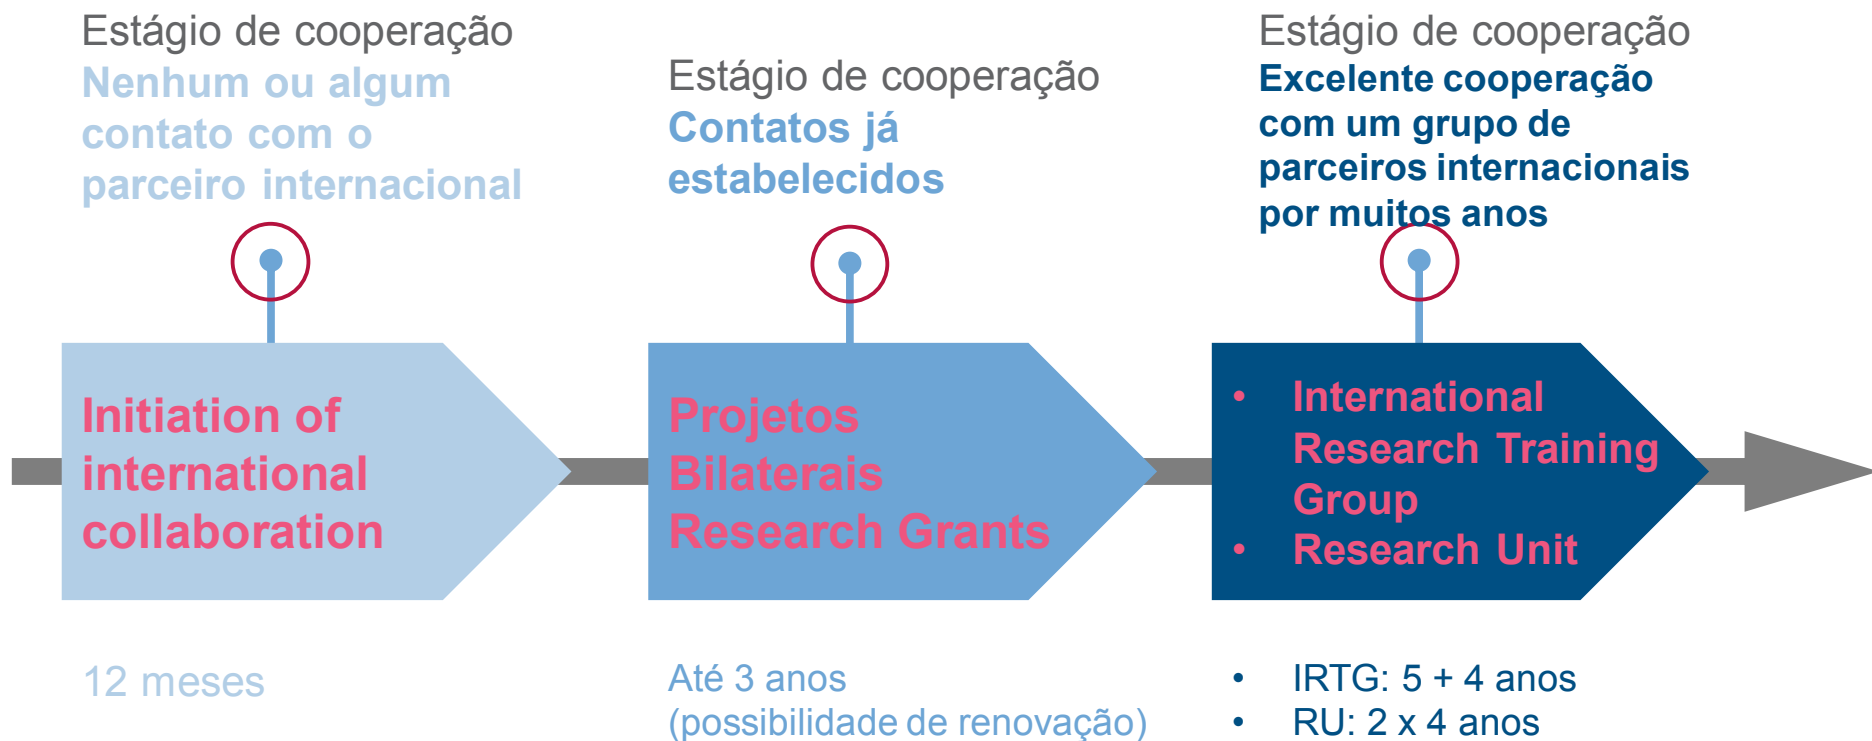 Estágio de cooperação
Nenhum ou algum
contato com o
parceiro internacional
Estágio de cooperação
Contatos já
estabelecidos
Estágio de cooperação
Excelente cooperação
com um grupo de
parceiros internacionais
por muitos anos
Initiation of
international
collaboration
Projetos
Bilaterais
Research Grants
• International
Research Training
Group
• Research Unit
12 meses
Até 3 anos
(possibilidade de renovação)
• IRTG: 5 + 4 anos
• RU: 2 x 4 anos